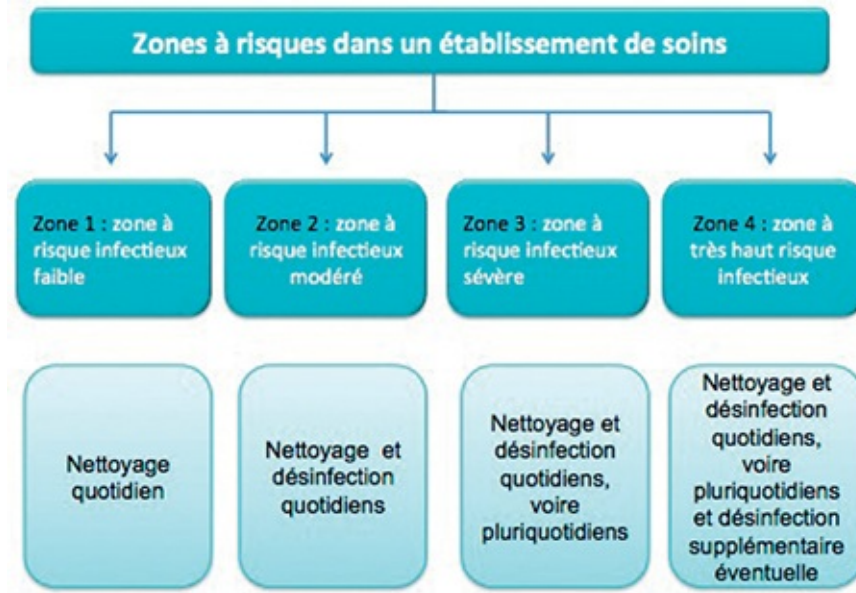 Zones à risques dans un établissement de soins
Zone 1 : zone à
risque infectieux
faible
Zone 2 : zone à
risque infectieux
modéré
Zone 3 : zone à
risque infectieux
sévère
Zone 4 : zone à
très haut risque
infectieux
Nettoyage
quotidien
Nettoyage et
désinfection
quotidiens
Nettoyage et
désinfection
quotidiens,
voire
pluriquotidiens
Nettoyage et
désinfection
quotidiens,
voire
pluriquotidiens
et désinfection
supplémentaire
éventuelle